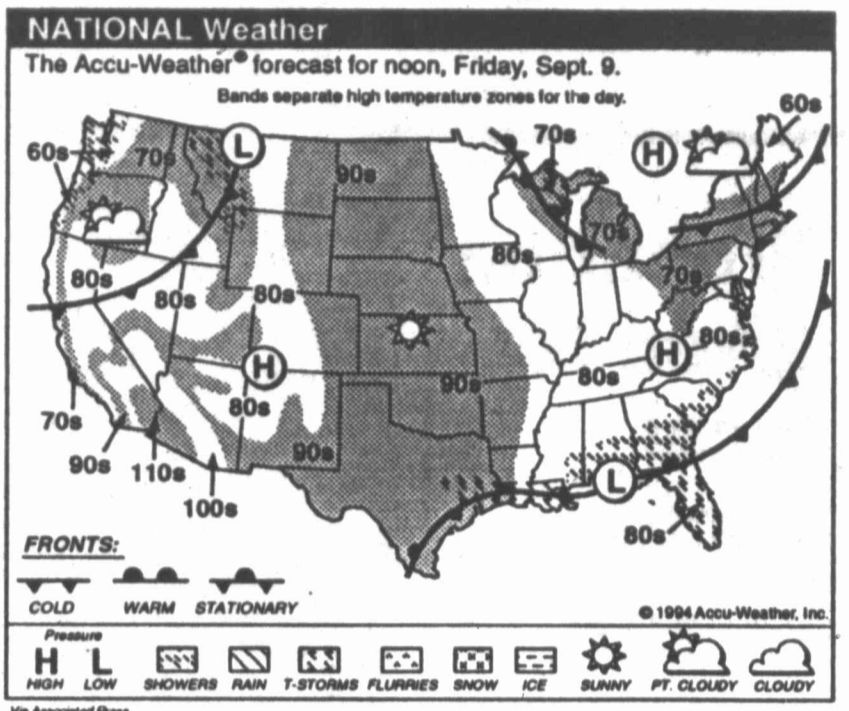 NATIONAL Weather
The Accu-Weather® forecast for noon, Friday, Sept. 9.
Bands separate high temperature zones for the day.
60s
70s
60s
70s
L
H
90s
70s
80s
70s
80s
80s
80s
80s
H
H
80s
90s
80s
70s
90s
110s
100s
90s
L
80s
FRONTS:
COLD WARM STATIONARY
© 1994 Accu-Weather, Inc.
Pressure
H L
HIGH LOW SHOWERS RAIN T-STORMS FLURRIES SNOW ICE SUNNY PT. CLOUDY CLOUDY
Via Associated Press